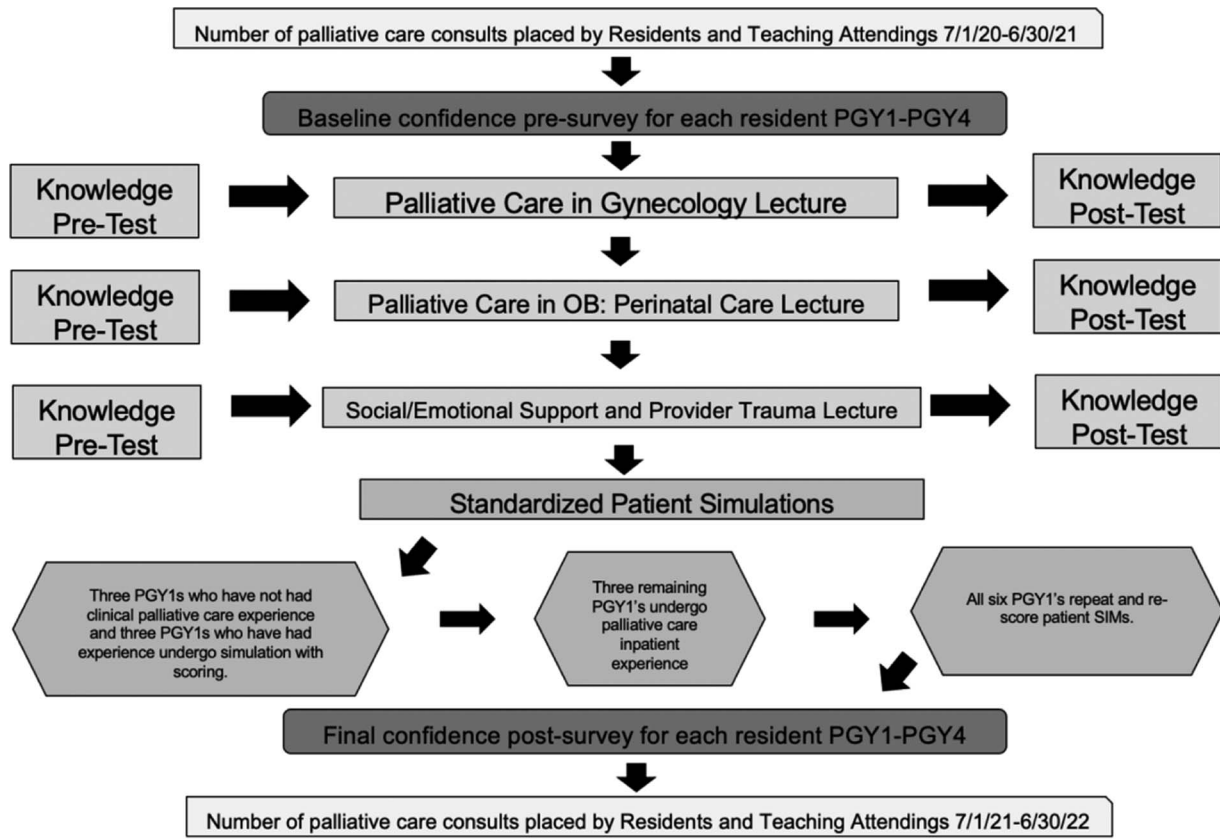 Number of palliative care consults placed by Residents and Teaching Attendings 7/1/20-6/30/21
Baseline confidence pre-survey for each resident PGY1-PGY4
Knowledge
Pre-Test
Palliative Care in Gynecology Lecture
Knowledge
Post-Test
Knowledge
Pre-Test
Palliative Care in OB: Perinatal Care Lecture
Knowledge
Post-Test
Knowledge
Pre-Test
Social/Emotional Support and Provider Trauma Lecture
Knowledge
Post-Test
Standardized Patient Simulations
Three PGY1s who have not had
clinical palliative care experience
and three PGY1s who have had
experience undergo simulation with
scoring.
Three remaining
PGY1's undergo
palliative care
inpatient
experience
All six PGY1's repeat and re-
score patient SIMs.
Final confidence post-survey for each resident PGY1-PGY4
Number of palliative care consults placed by Residents and Teaching Attendings 7/1/21-6/30/22